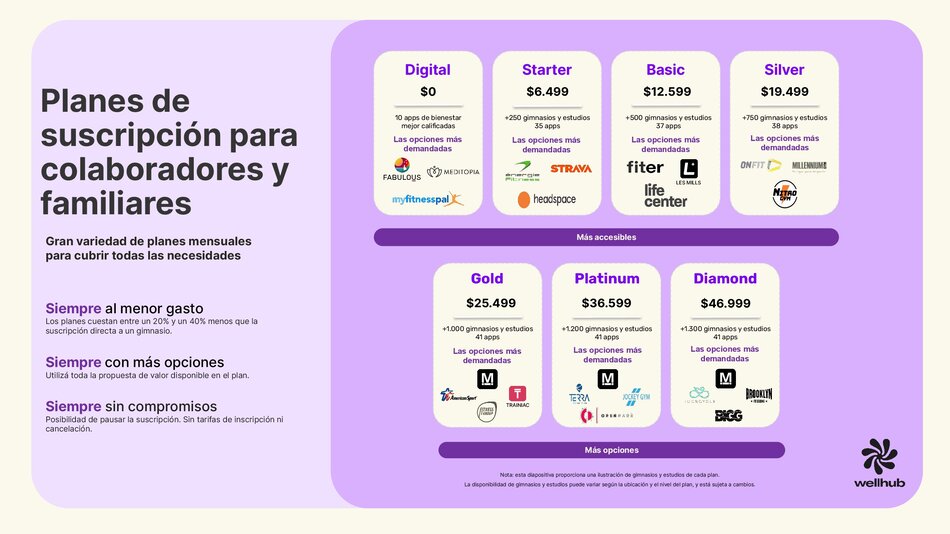 Planes de
suscripción para
colaboradores y
familiares
Gran variedad de planes mensuales
para cubrir todas las necesidades
Siempre al menor gasto
Los planes cuestan entre un 20% y un 40% menos que la
suscripción directa a un gimnasio.
Siempre con más opciones
Utilizá toda la propuesta de valor disponible en el plan.
Siempre sin compromisos
Posibilidad de pausar la suscripción. Sin tarifas de inscripción ni
cancelación.
Digital
$0
10 apps de bienestar
mejor calificadas
Las opciones más
demandadas
FABULOUS
MEDITOPIA
myfitnesspal
Starter
$6.499
+250 gimnasios y estudios
35 apps
Las opciones más
demandadas
énergie
Fitness
STRAVA
headspace
Basic
$12.599
+500 gimnasios y estudios
37 apps
Las opciones más
demandadas
fiter
LES MILLS
life
center
Silver
$19.499
+750 gimnasios y estudios
38 apps
Las opciones más
demandadas
ONFIT
MILLENNIUM
NITRO
GYM
Más accesibles
Gold
$25.499
+1.000 gimnasios y estudios
41 apps
Las opciones más
demandadas
M
AmericanSport
T
TRAINIAC
Platinum
$36.599
+1.200 gimnasios y estudios
41 apps
Las opciones más
demandadas
M
TERRA
JOCKEY GYM
OPENPARK
Diamond
$46.999
+1.300 gimnasios y estudios
41 apps
Las opciones más
demandadas
M
BROOKLYN
FITBOXING
BIGG
Más opciones
Nota: esta diapositiva proporciona una ilustración de gimnasios y estudios de cada plan.
La disponibilidad de gimnasios y estudios puede variar según la ubicación y el nivel del plan, y está sujeta a cambios.
wellhub